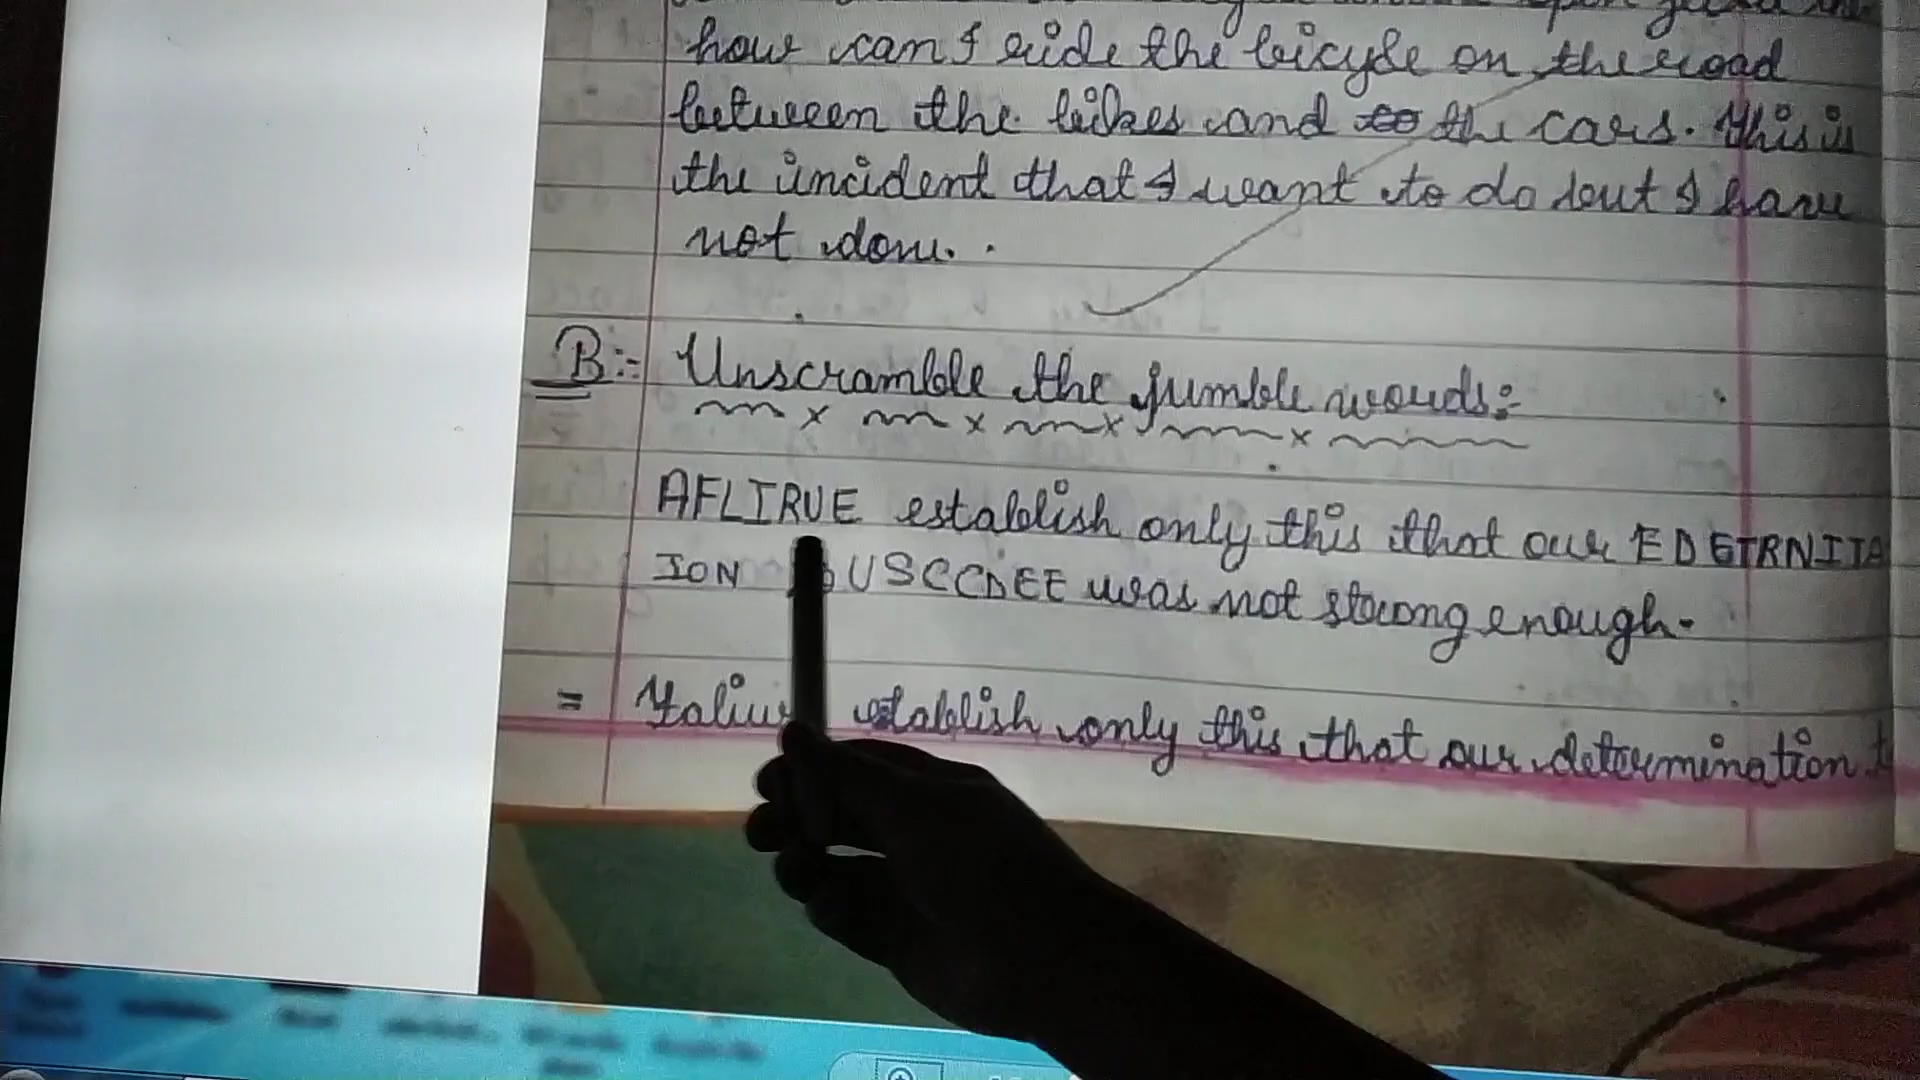 how can I ride the bicyle on the road
between the bikes and the cars. this is
the incident that I want to do but I have
not done.
B:- Unscramble the jumble words:-
AFLIRUE establish only this that our EDETRNITA
ION USCCDEE was not strong enough.
= establish only this that our determination t